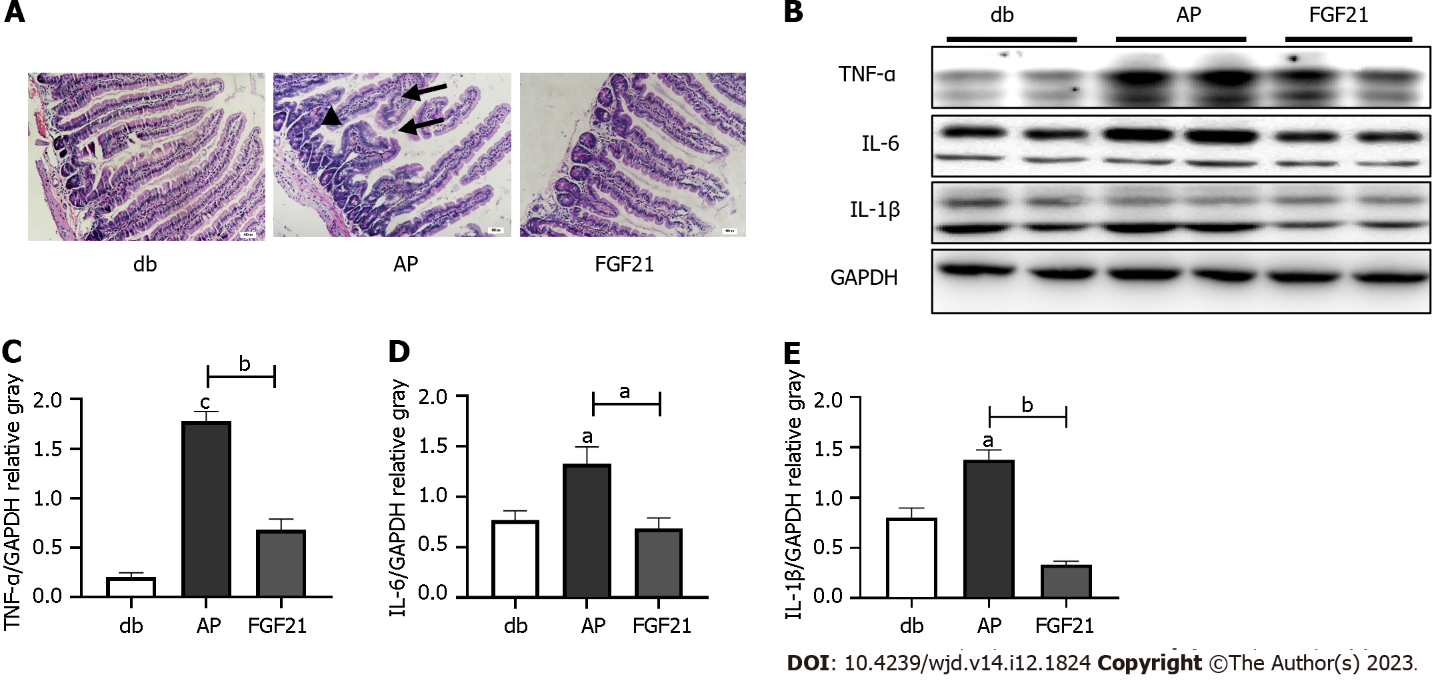 A
db
AP
FGF21
B
db
AP
FGF21
TNF-ɑ
IL-6
IL-1β
GAPDH
C
TNF-ɑ/GAPDH relative gray
2.0
1.5
1.0
0.5
0.0
b
c
db
AP
FGF21
D
IL-6/GAPDH relative gray
2.0
1.5
1.0
0.5
0.0
a
a
db
AP
FGF21
E
IL-1β/GAPDH relative gray
2.0
1.5
1.0
0.5
0.0
b
a
db
AP
FGF21
DOI: 10.4239/wjd.v14.i12.1824 Copyright ©The Author(s) 2023.